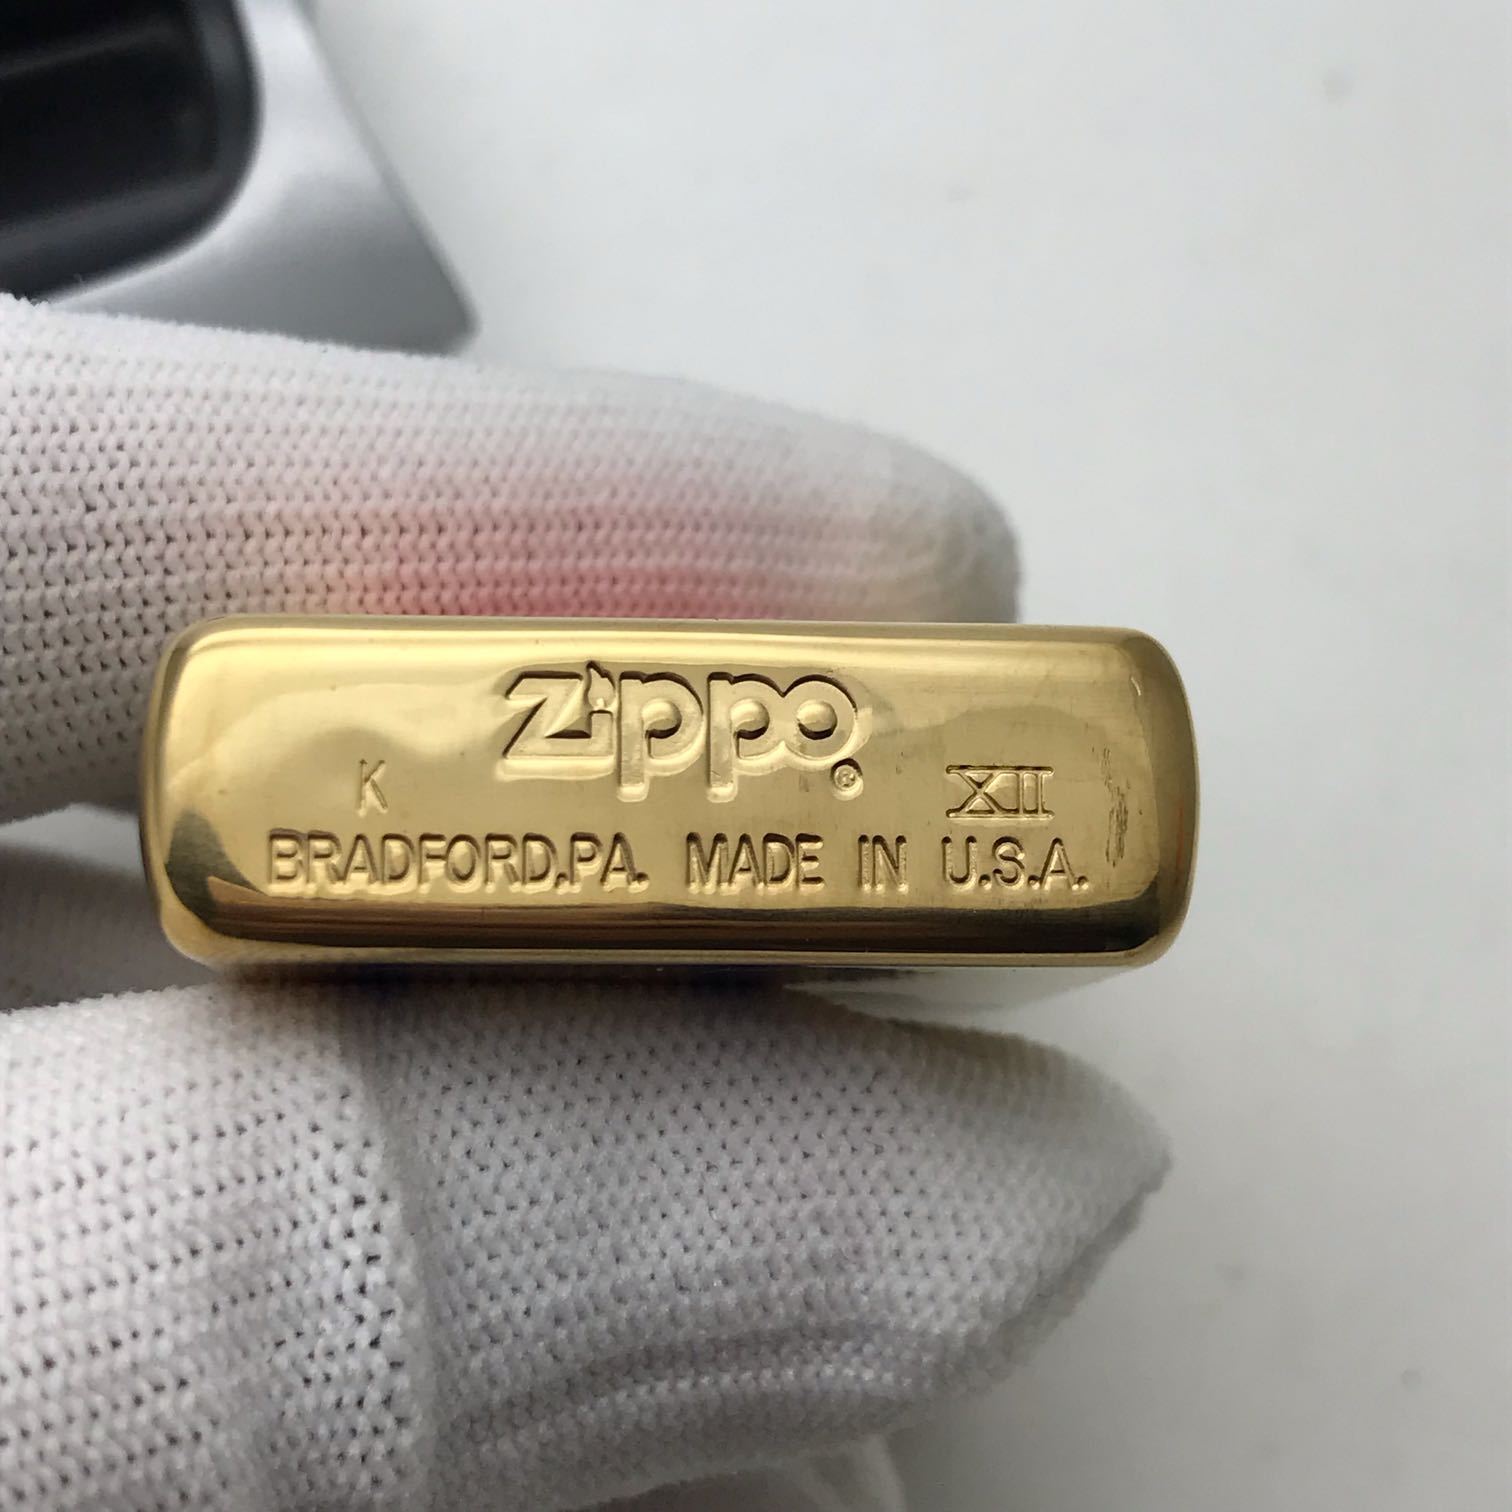 Zippo ®
K XII
BRADFORD,PA. MADE IN U.S.A.